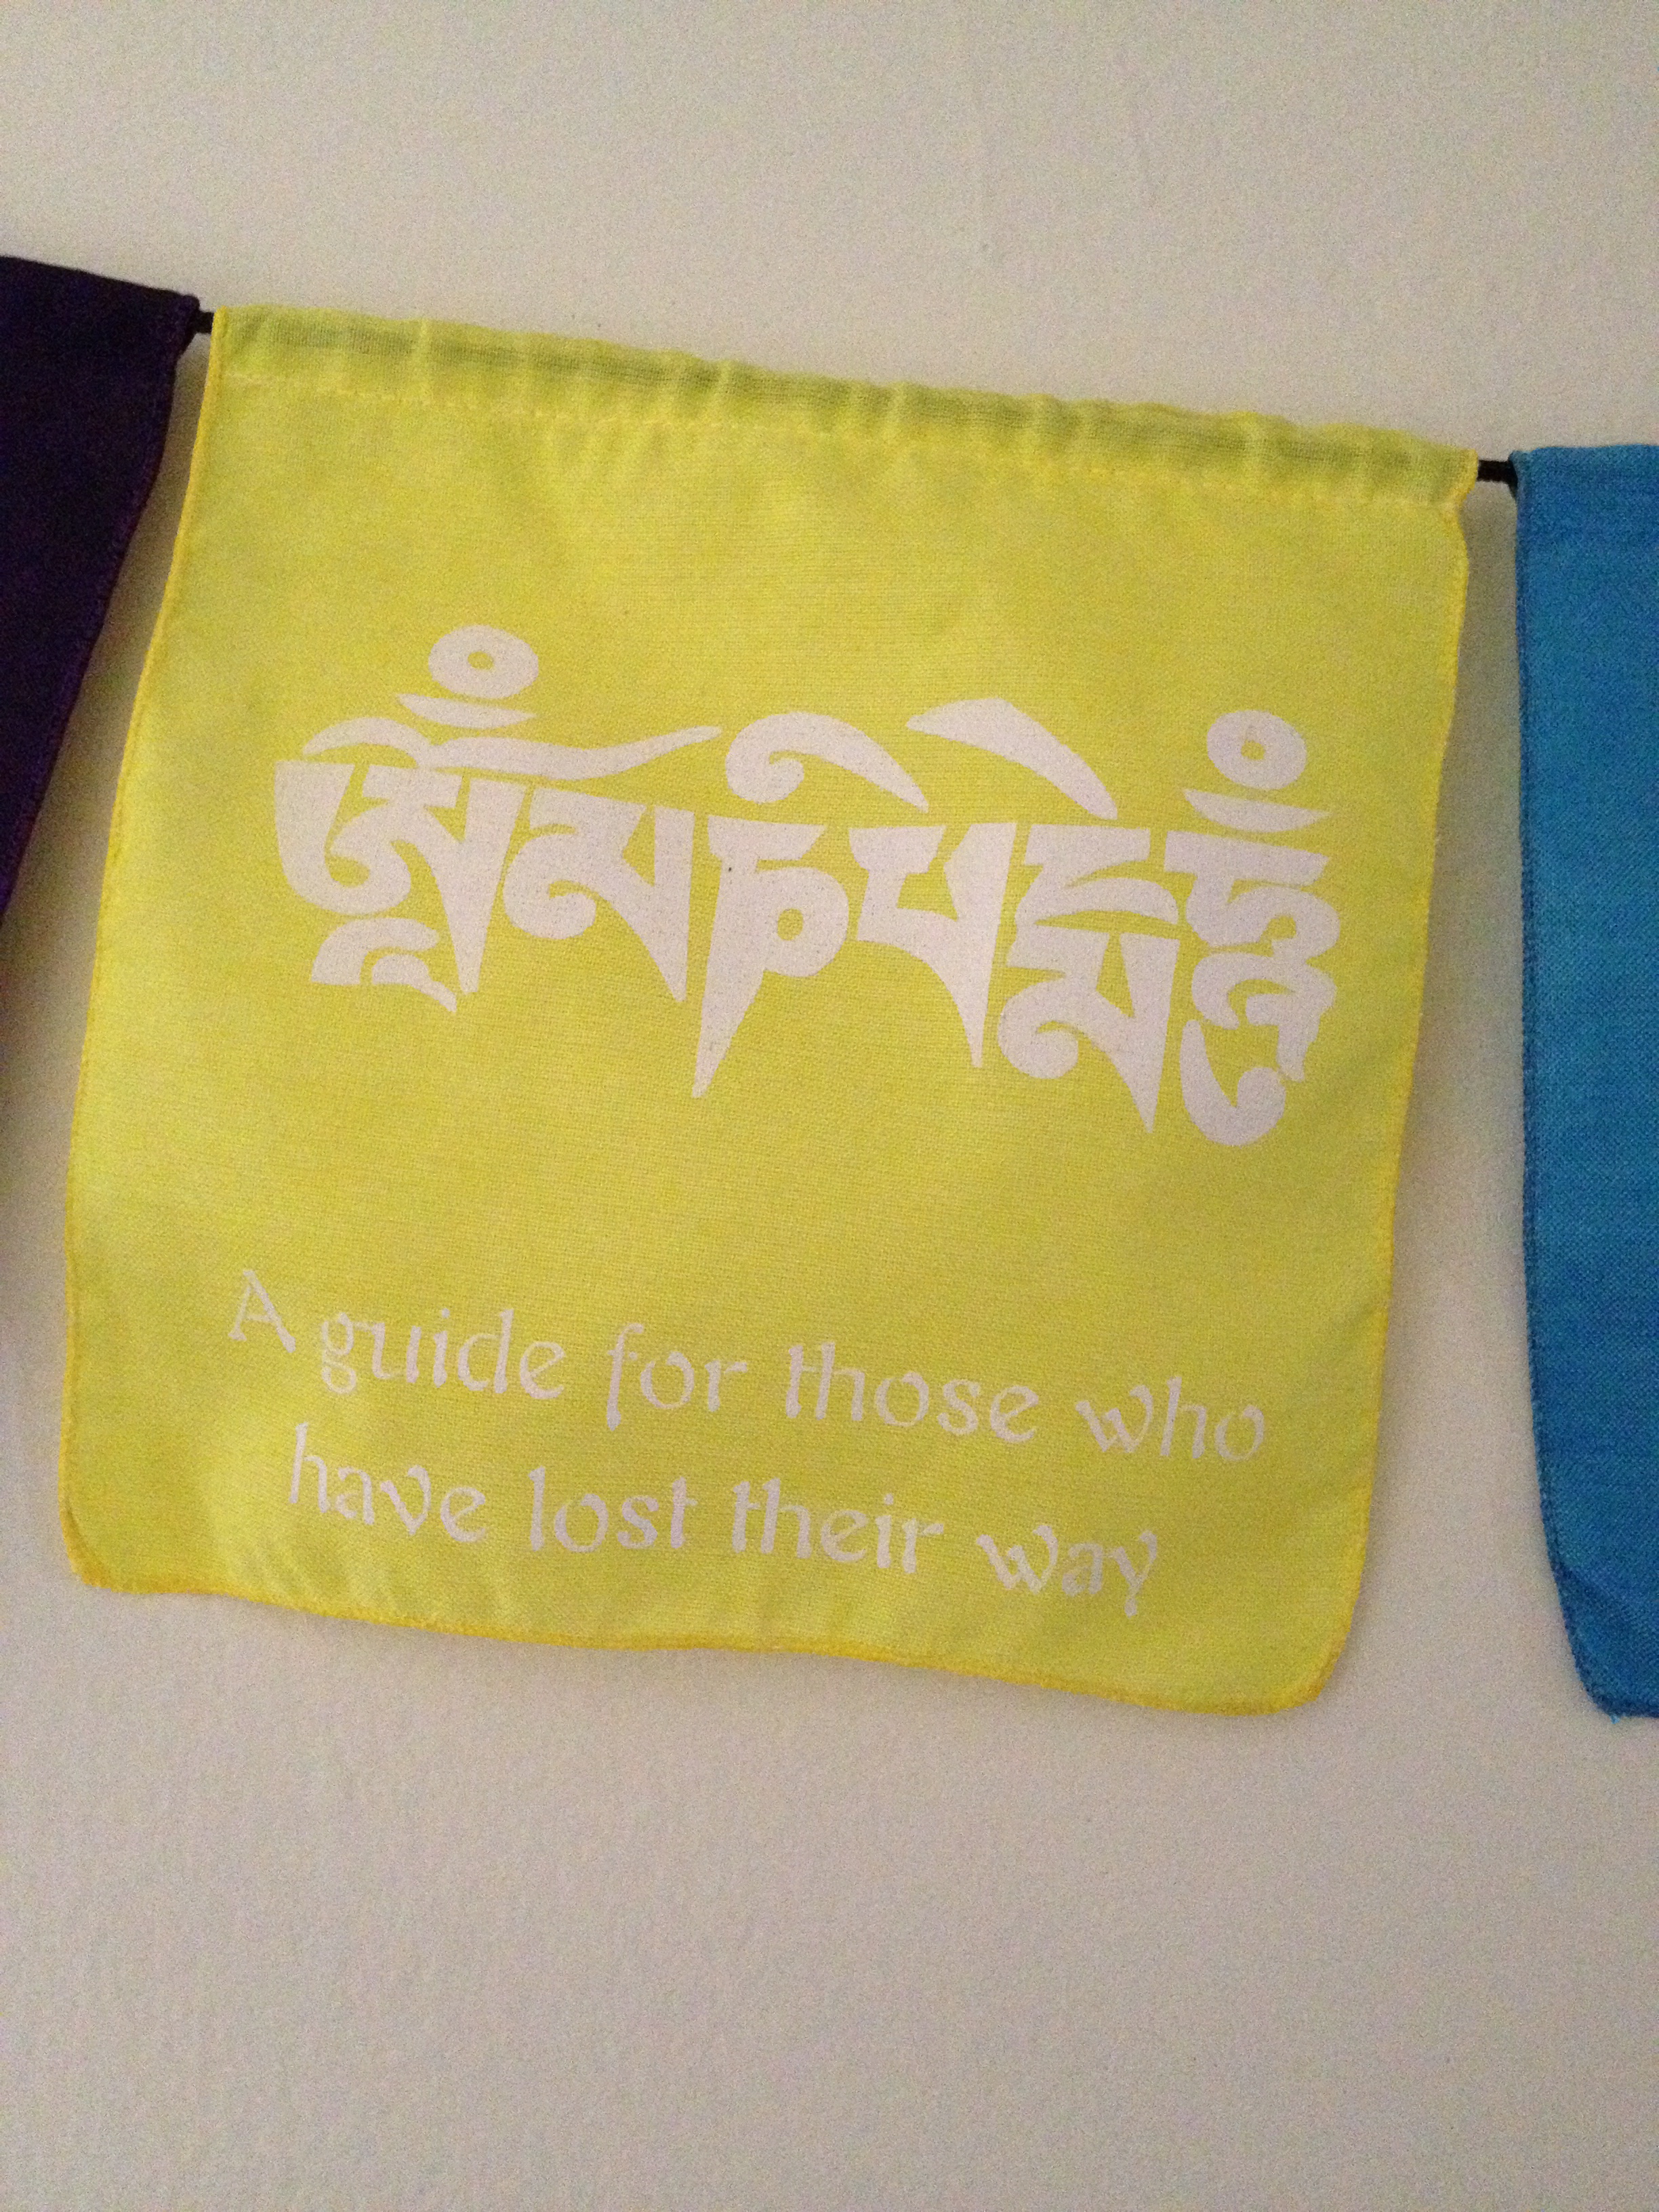 ཨོཾམཎིཔདྨེཧཱུྃ
A guide for those who
have lost their way